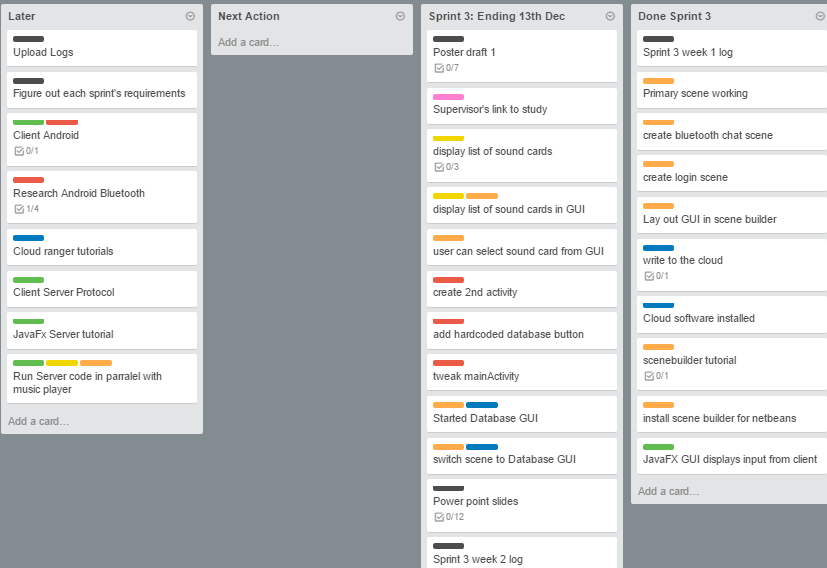 Later
Upload Logs
Figure out each sprint's requirements
Client Android
0/1
Research Android Bluetooth
1/4
Cloud ranger tutorials
Client Server Protocol
JavaFx Server tutorial
Run Server code in parralel with
music player
Add a card...
Next Action
Add a card...
Sprint 3: Ending 13th Dec
Poster draft 1
0/7
Supervisor's link to study
display list of sound cards
0/3
display list of sound cards in GUI
user can select sound card from GUI
create 2nd activity
add hardcoded database button
tweak mainActivity
Started Database GUI
switch scene to Database GUI
Power point slides
0/12
Sprint 3 week 2 log
Done Sprint 3
Sprint 3 week 1 log
Primary scene working
create bluetooth chat scene
create login scene
Lay out GUI in scene builder
write to the cloud
0/1
Cloud software installed
scenebuilder tutorial
0/1
install scene builder for netbeans
JavaFX GUI displays input from client
Add a card...